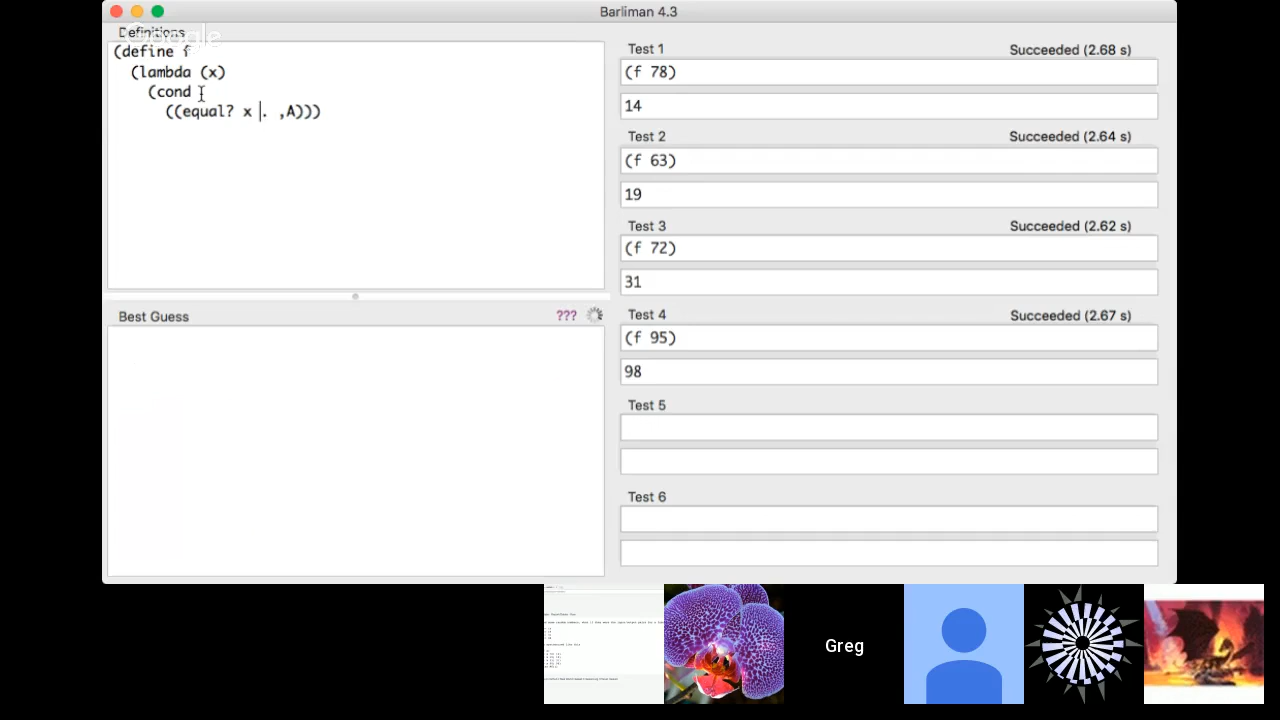 Barliman 4.3
Definitions
Google
(define f
(lambda (x)
(cond
((equal? x . ,A)))
Best Guess
???
Test 1
Succeeded (2.68 s)
(f 78)
14
Test 2
Succeeded (2.64 s)
(f 63)
19
Test 3
Succeeded (2.62 s)
(f 72)
31
Test 4
Succeeded (2.67 s)
(f 95)
98
Test 5
Test 6
Greg